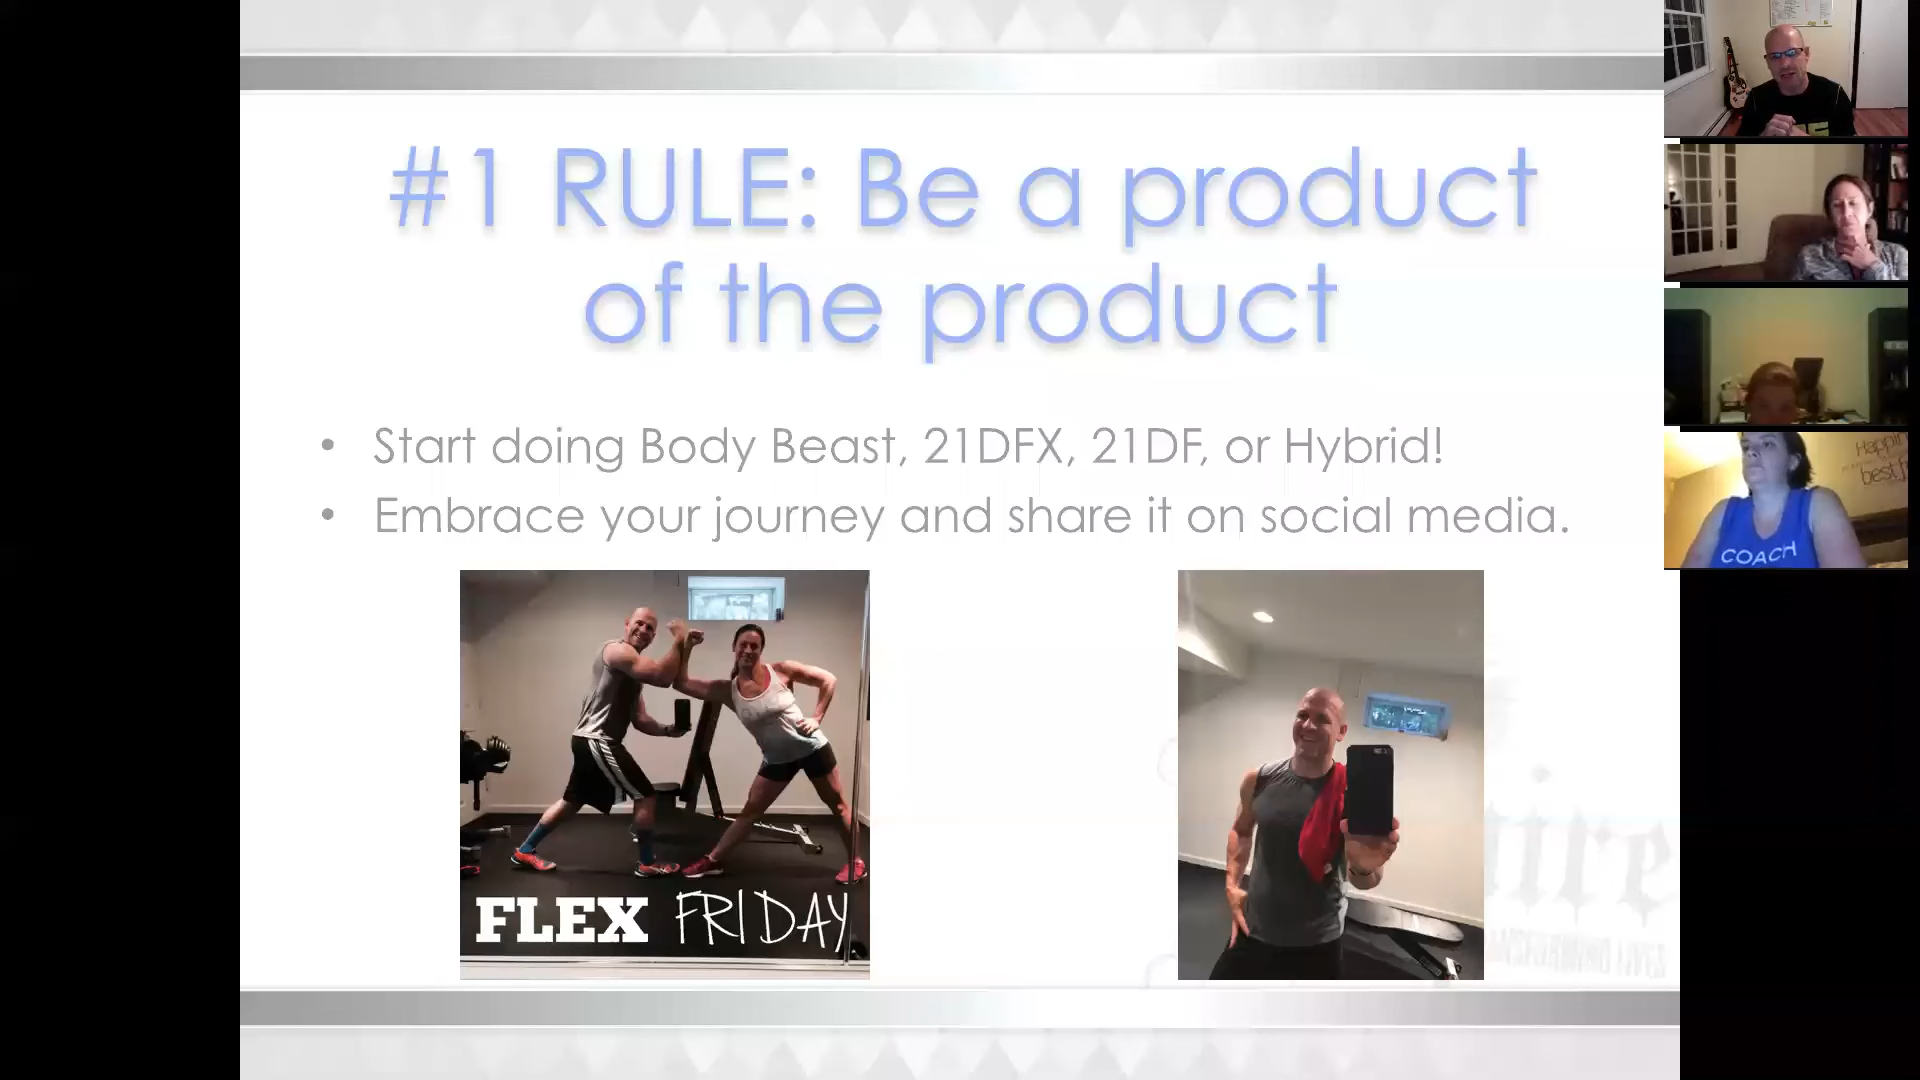 #1 RULE: Be a product
of the product
• Start doing Body Beast, 21DFX, 21DF, or Hybrid!
• Embrace your journey and share it on social media.
FLEX FRIDAY
COACH